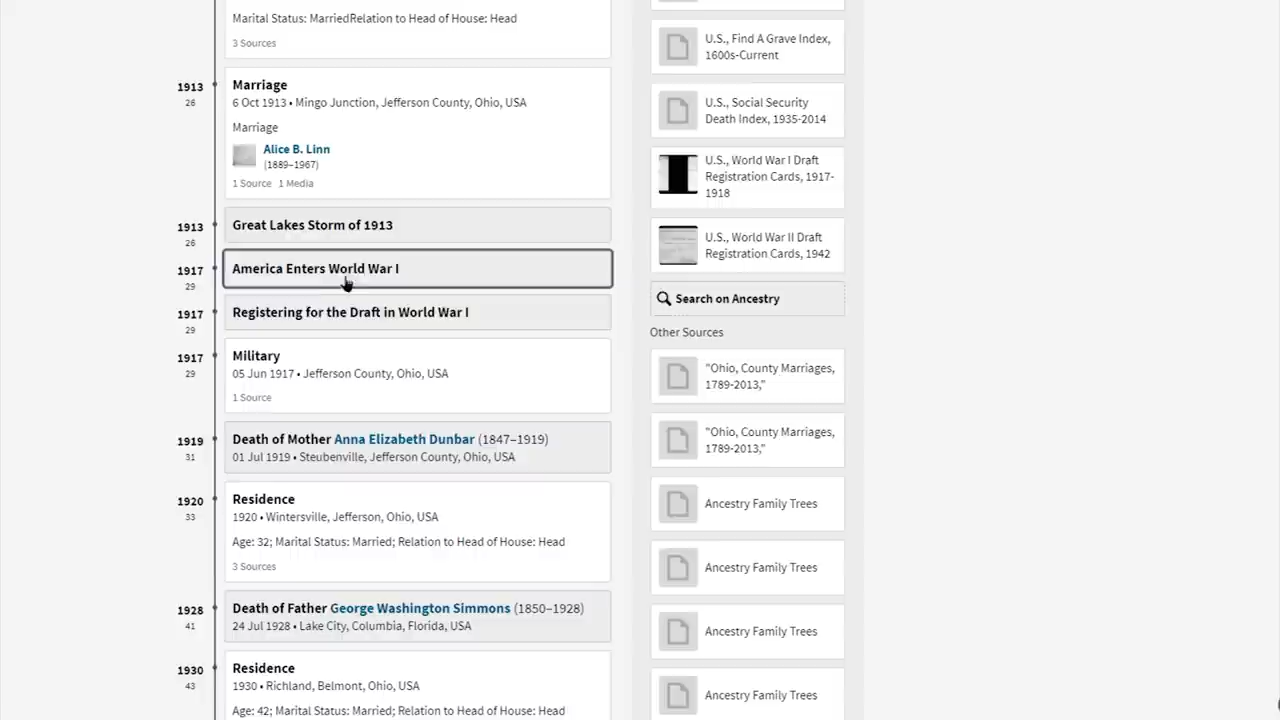 Marital Status: MarriedRelation to Head of House: Head
3 Sources
1913
26
Marriage
6 Oct 1913 • Mingo Junction, Jefferson County, Ohio, USA
Marriage
Alice B. Linn
(1889–1967)
1 Source 1 Media
1913
26
Great Lakes Storm of 1913
1917
29
America Enters World War I
1917
29
Registering for the Draft in World War I
1917
29
Military
05 Jun 1917 • Jefferson County, Ohio, USA
1 Source
1919
31
Death of Mother Anna Elizabeth Dunbar (1847–1919)
01 Jul 1919 • Steubenville, Jefferson County, Ohio, USA
1920
33
Residence
1920 • Wintersville, Jefferson, Ohio, USA
Age: 32; Marital Status: Married; Relation to Head of House: Head
3 Sources
1928
41
Death of Father George Washington Simmons (1850–1928)
24 Jul 1928 • Lake City, Columbia, Florida, USA
1930
43
Residence
1930 • Richland, Belmont, Ohio, USA
Age: 42; Marital Status: Married; Relation to Head of House: Head
U.S., Find A Grave Index,
1600s-Current
U.S., Social Security
Death Index, 1935-2014
U.S., World War I Draft
Registration Cards, 1917-
1918
U.S., World War II Draft
Registration Cards, 1942
Search on Ancestry
Other Sources
"Ohio, County Marriages,
1789-2013,"
"Ohio, County Marriages,
1789-2013,"
Ancestry Family Trees
Ancestry Family Trees
Ancestry Family Trees
Ancestry Family Trees